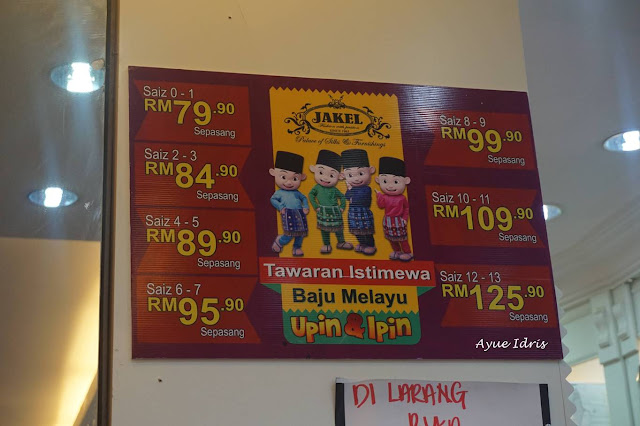 Saiz 0 - 1
RM79.90
Sepasang
Saiz 2 - 3
RM84.90
Sepasang
Saiz 4 - 5
RM89.90
Sepasang
Saiz 6 - 7
RM95.90
Sepasang
JAKEL
Palace of Silks & Furnishings
Tawaran Istimewa
Baju Melayu
Upin & Ipin
Saiz 8 - 9
RM99.90
Sepasang
Saiz 10 - 11
RM109.90
Sepasang
Saiz 12 - 13
RM125.90
Sepasang
Ayue Idris
DI LARANG